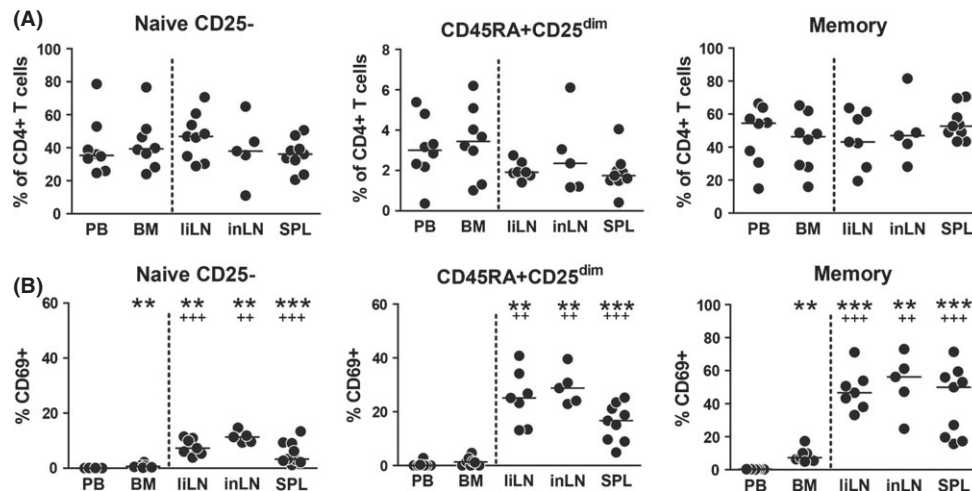 (A)
Naive CD25-
CD45RA+CD25dim
Memory
% of CD4+ T cells
100
80
60
40
20
0
PB BM liLN inLN SPL
% of CD4+ T cells
8
6
4
2
0
PB BM liLN inLN SPL
% of CD4+ T cells
100
80
60
40
20
0
PB BM liLN inLN SPL
(B)
Naive CD25-
CD45RA+CD25dim
Memory
% CD69+
60
40
20
0
** ** ** ***
+++ ++ +++
PB BM liLN inLN SPL
% CD69+
60
40
20
0
** ** ***
++ ++ +++
PB BM liLN inLN SPL
% CD69+
100
80
60
40
20
0
** *** ** ***
+++ ++ +++
PB BM liLN inLN SPL